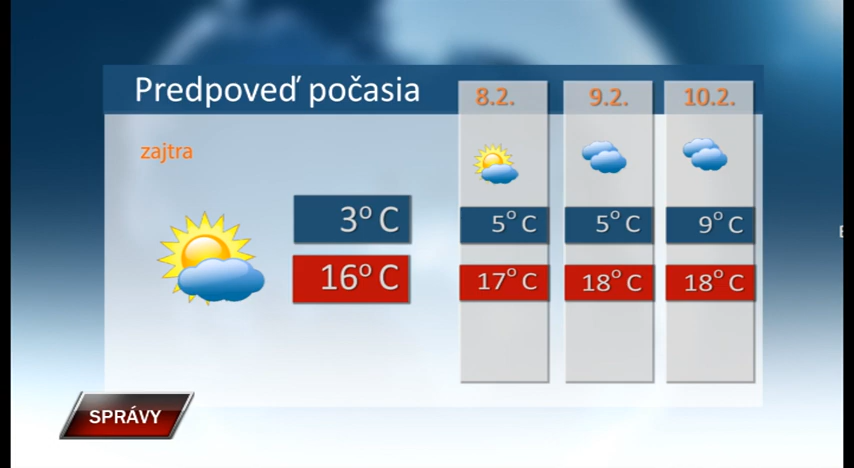 Predpoveď počasia
zajtra
3° C
16° C
8.2.
5° C
17° C
9.2.
5° C
18° C
10.2.
9° C
18° C
SPRÁVY